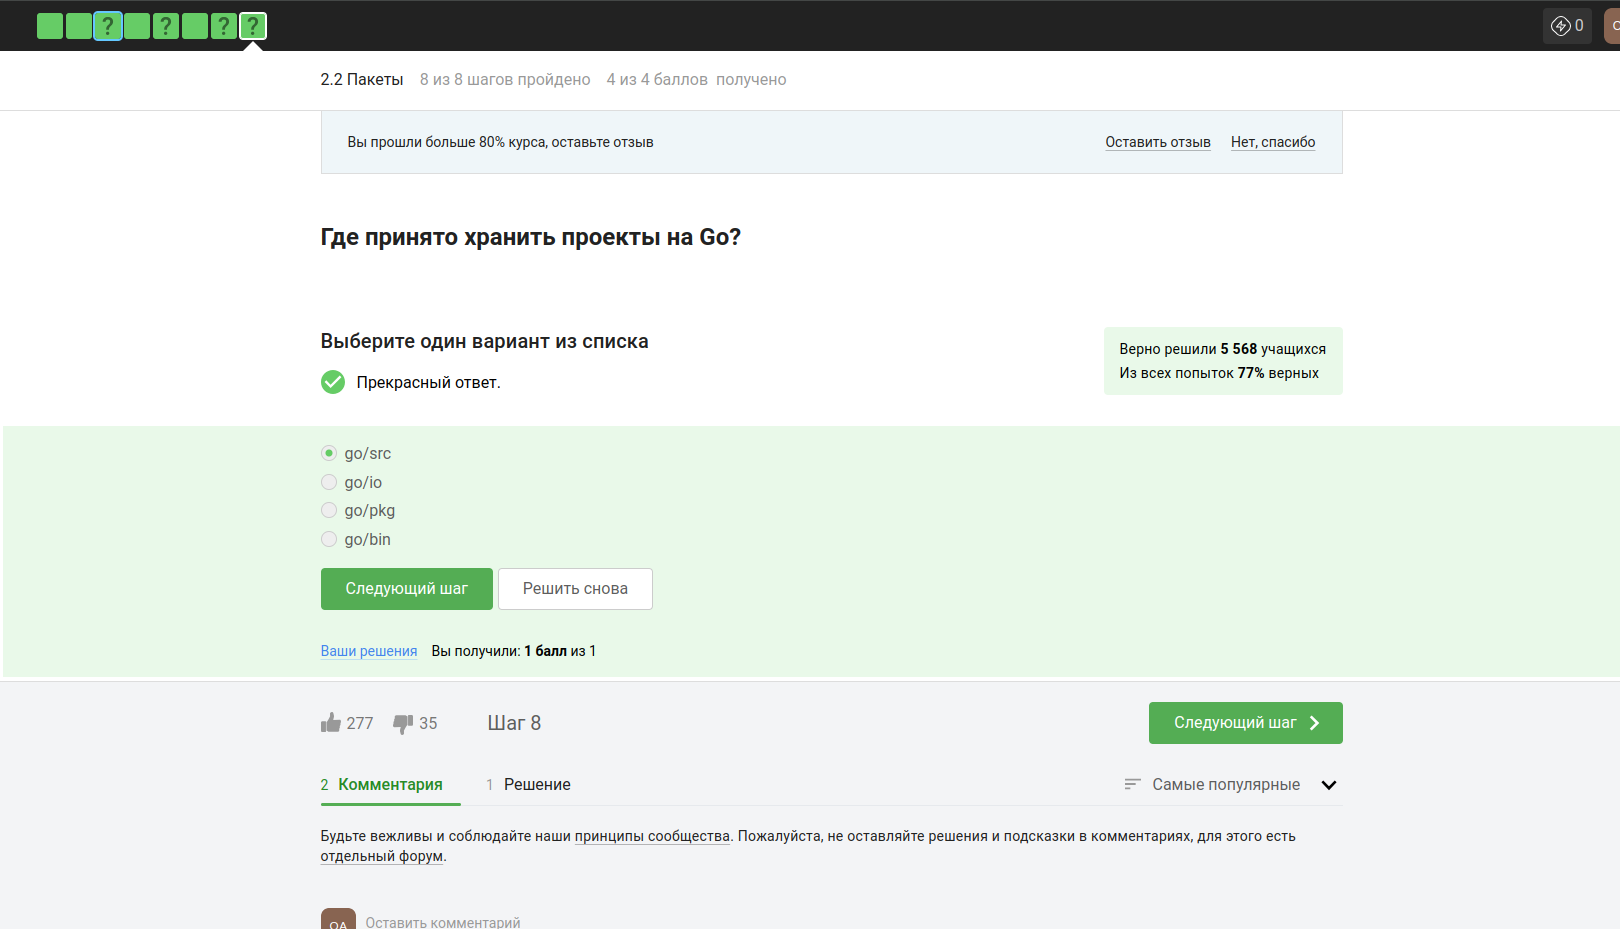 ? ? ? ?
0
2.2 Пакеты 8 из 8 шагов пройдено 4 из 4 баллов получено
Вы прошли больше 80% курса, оставьте отзыв Оставить отзыв Нет, спасибо
Где принято хранить проекты на Go?
Выберите один вариант из списка
Прекрасный ответ.
Верно решили 5 568 учащихся
Из всех попыток 77% верных
go/src
go/io
go/pkg
go/bin
Следующий шаг Решить снова
Ваши решения Вы получили: 1 балл из 1
277 35 Шаг 8 Следующий шаг
2 Комментария 1 Решение Самые популярные
Будьте вежливы и соблюдайте наши принципы сообщества. Пожалуйста, не оставляйте решения и подсказки в комментариях, для этого есть
отдельный форум.
OA Оставить комментарий